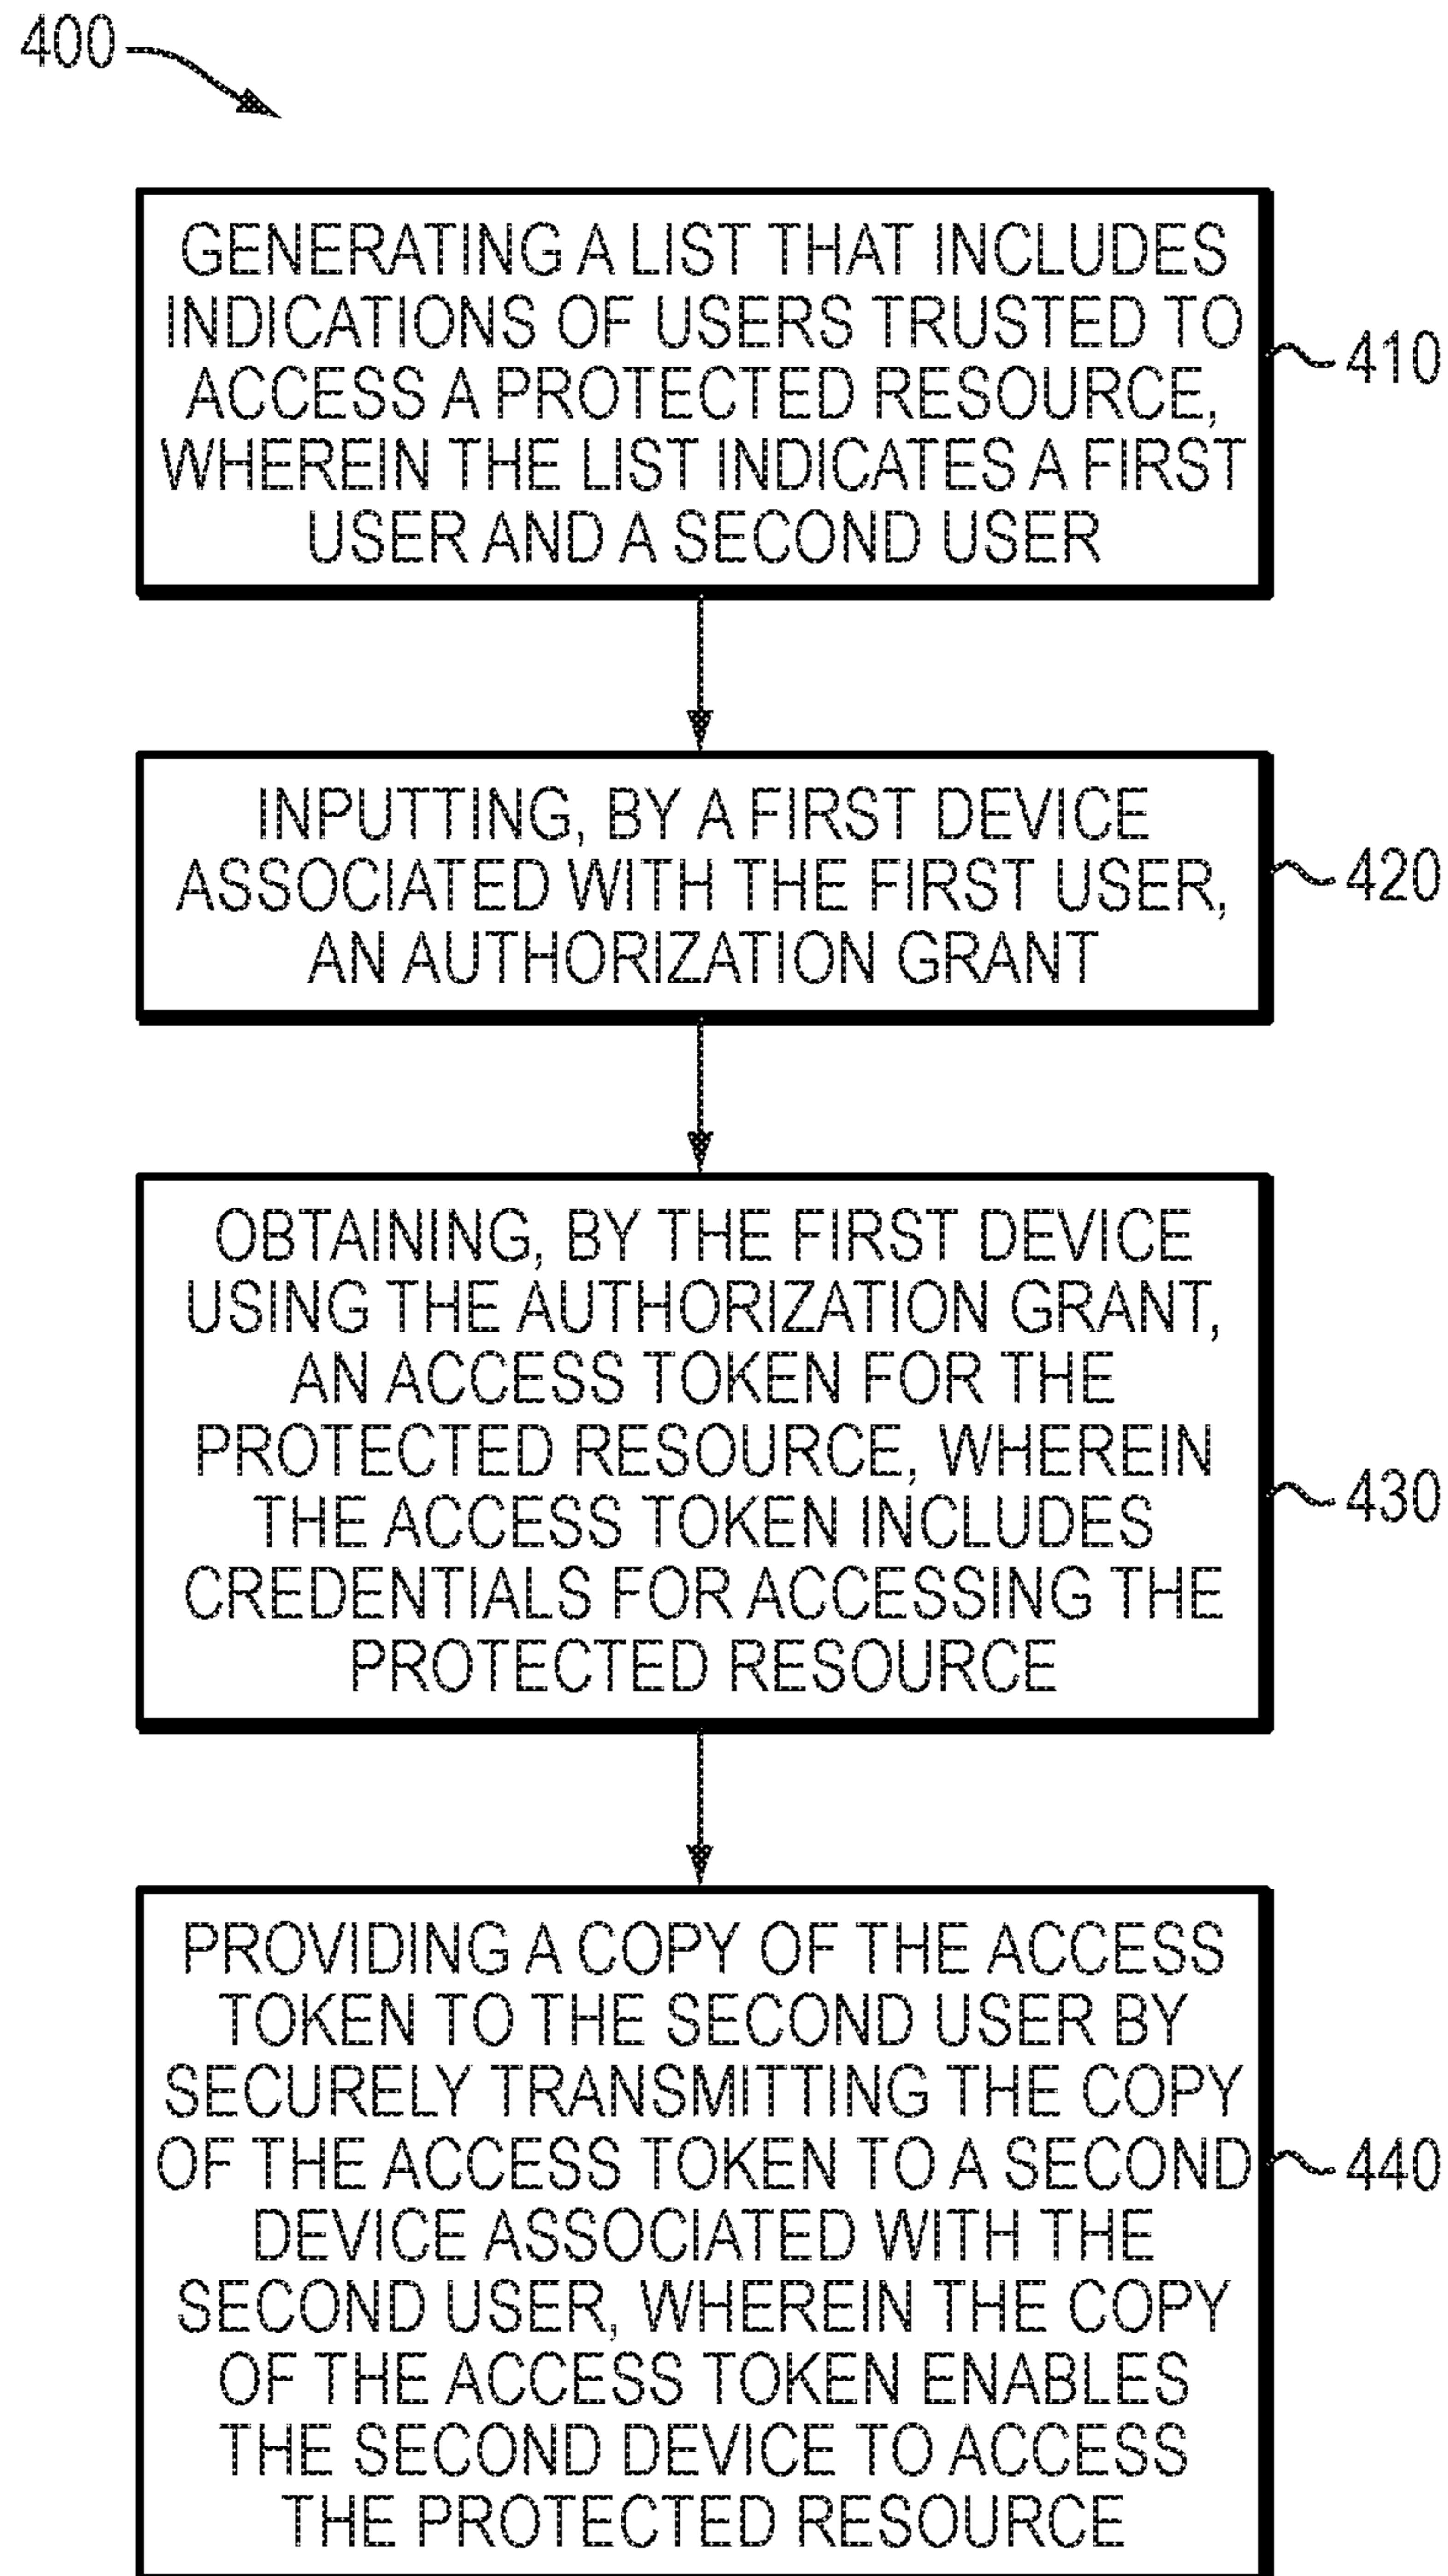 400
GENERATING A LIST THAT INCLUDES
INDICATIONS OF USERS TRUSTED TO
ACCESS A PROTECTED RESOURCE,
WHEREIN THE LIST INDICATES A FIRST
USER AND A SECOND USER
410
INPUTTING, BY A FIRST DEVICE
ASSOCIATED WITH THE FIRST USER,
AN AUTHORIZATION GRANT
420
OBTAINING, BY THE FIRST DEVICE
USING THE AUTHORIZATION GRANT,
AN ACCESS TOKEN FOR THE
PROTECTED RESOURCE, WHEREIN
THE ACCESS TOKEN INCLUDES
CREDENTIALS FOR ACCESSING THE
PROTECTED RESOURCE
430
PROVIDING A COPY OF THE ACCESS
TOKEN TO THE SECOND USER BY
SECURELY TRANSMITTING THE COPY
OF THE ACCESS TOKEN TO A SECOND
DEVICE ASSOCIATED WITH THE
SECOND USER, WHEREIN THE COPY
OF THE ACCESS TOKEN ENABLES
THE SECOND DEVICE TO ACCESS
THE PROTECTED RESOURCE
440